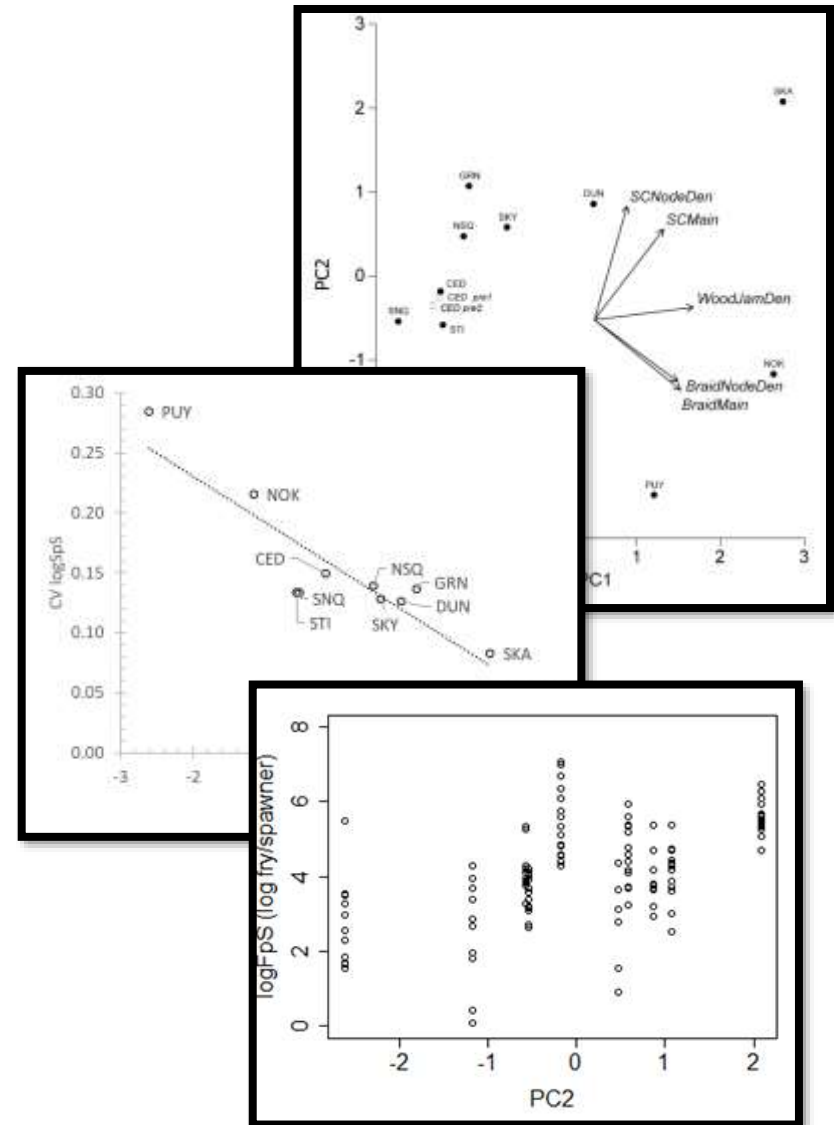 3
SKA
2
GRN
DUN
SCNodeDen
SCMain
1
SKY
NSQ
PC2
0
CED
CED_pre1
CED pre2
WoodJamDen
SNQ
STI
-1
NOK
BraidNodeDen
BraidMain
PUY
1
2
3
C1
0.30
PUY
0.25
NOK
0.20
CV logSpS
CED
NSQ
0.15
GRN
SNQ
DUN
STI
SKY
0.10
SKA
0.05
0.00
-3
-2
8
6
logFpS (log fry/spawner)
4
2
0
-2
-1
0
1
2
PC2